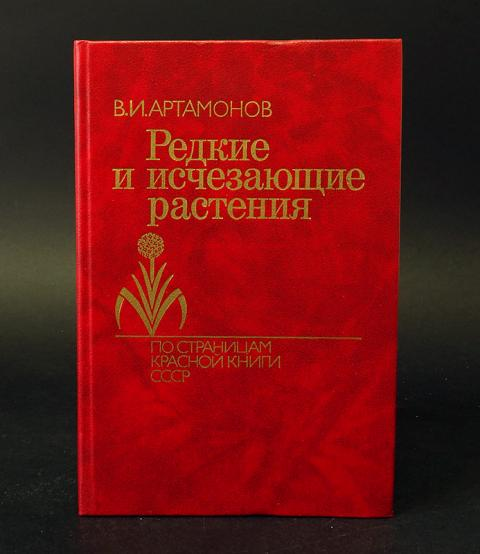 В.И.АРТАМОНОВ
Редкие
и исчезающие
растения
ПО СТРАНИЦАМ
КРАСНОЙ КНИГИ
СССР